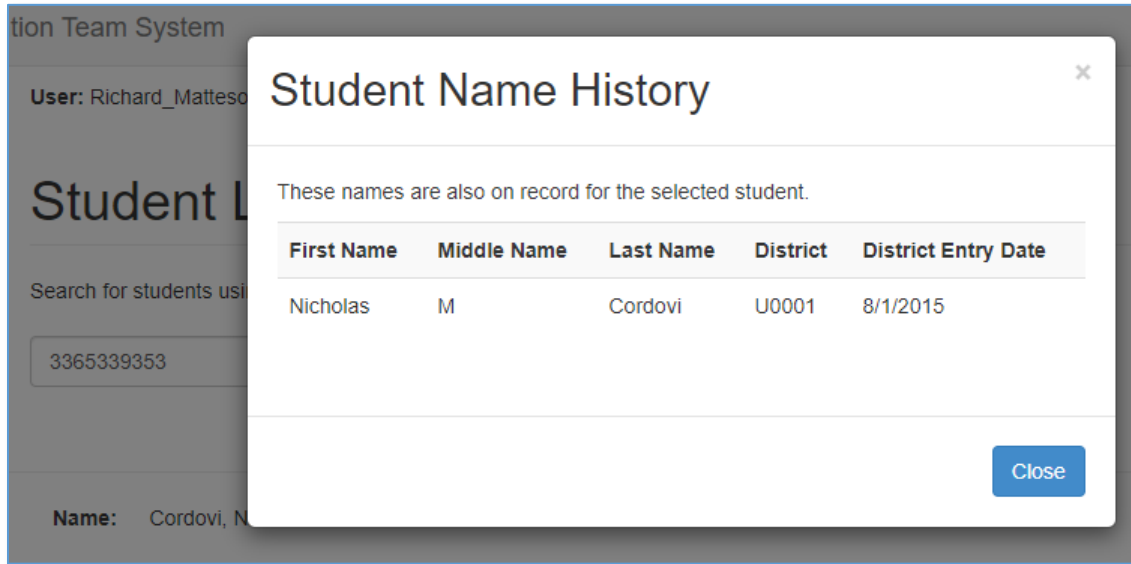 tion Team System
User: Richard_Matteso
Student L
Search for students usi
3365339353
Name: Cordovi, N
Student Name History
×
These names are also on record for the selected student.
First Name Middle Name Last Name District District Entry Date
Nicholas M Cordovi U0001 8/1/2015
Close